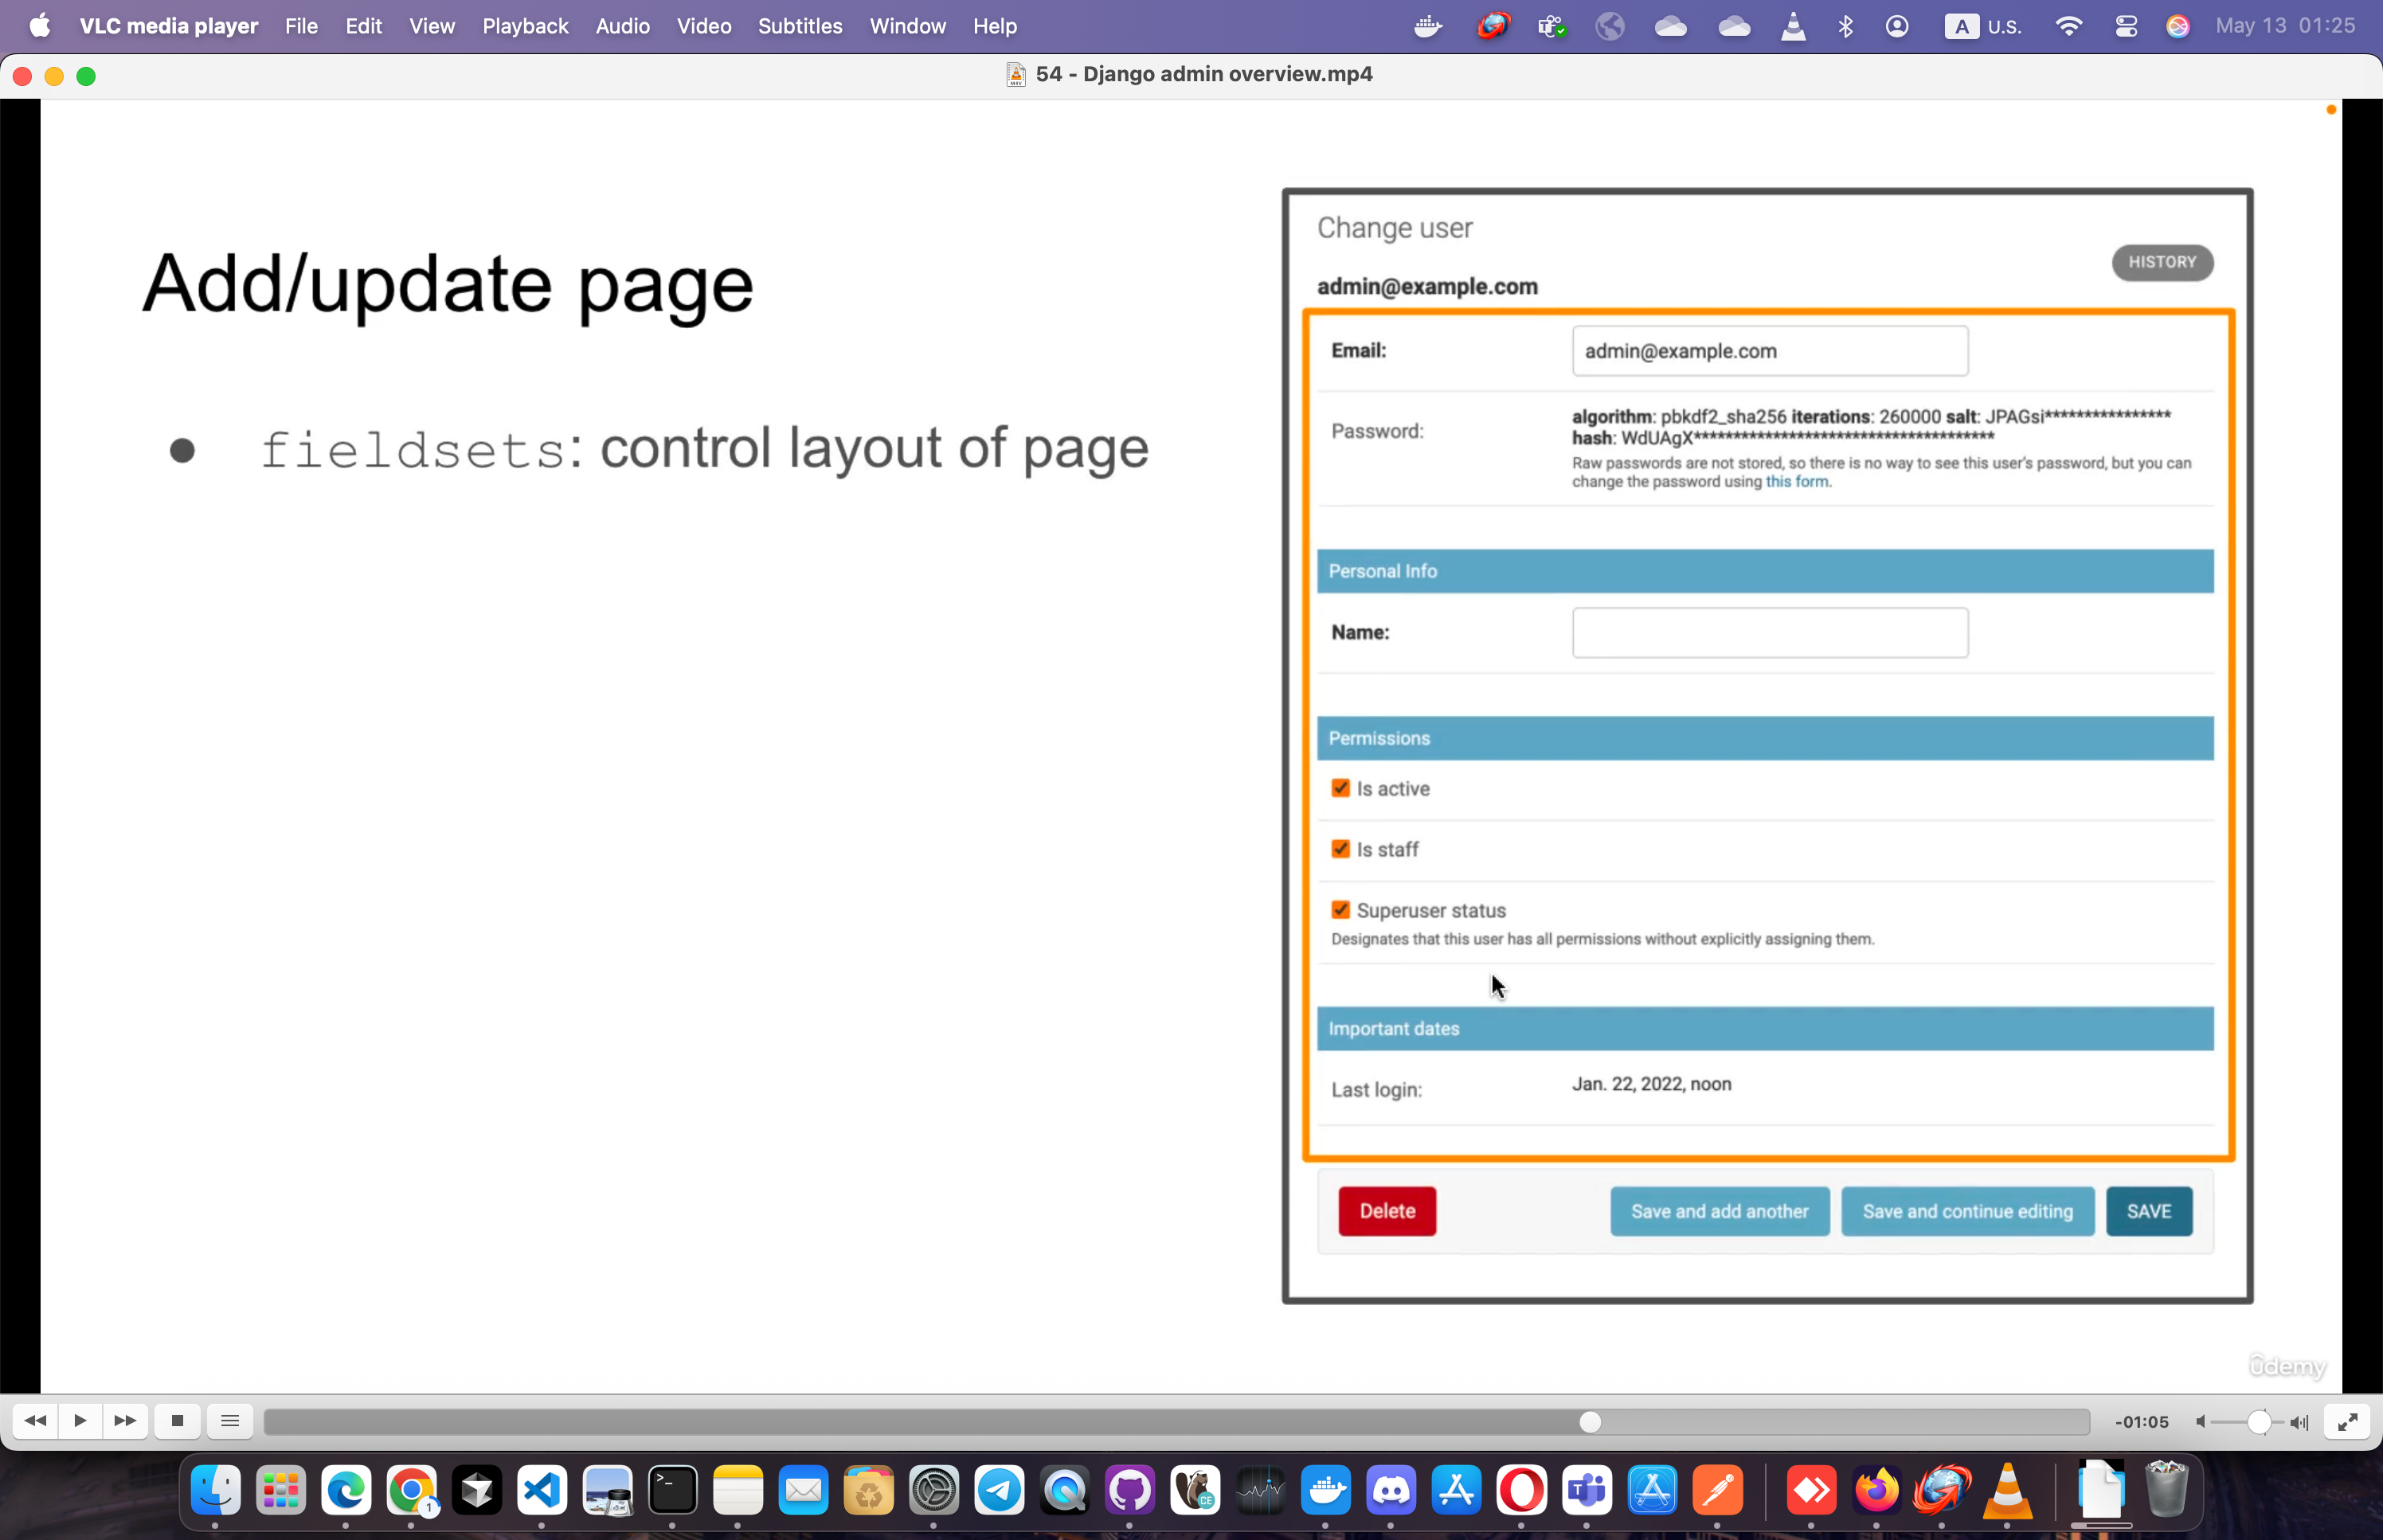 VLC media player File Edit View Playback Audio Video Subtitles Window Help A U.S. May 13 01:25
54 - Django admin overview.mp4
Add/update page
● fieldsets: control layout of page
Change user
HISTORY
admin@example.com
Email: admin@example.com
Password:
algorithm: pbkdf2_sha256 iterations: 260000 salt: JPAGsi****************
hash: WdUAgX**************************************
Raw passwords are not stored, so there is no way to see this user's password, but you can
change the password using this form.
Personal Info
Name:
Permissions
Is active
Is staff
Superuser status
Designates that this user has all permissions without explicitly assigning them.
Important dates
Last login: Jan. 22, 2022, noon
Delete Save and add another Save and continue editing SAVE
ûdemy
-01:05